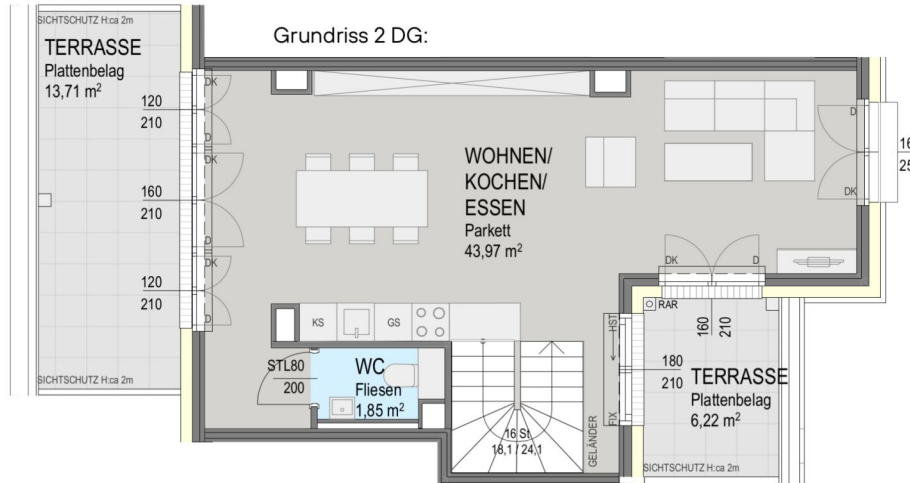 Grundriss 2 DG:
SICHTSCHUTZ H:ca 2m
TERRASSE
Plattenbelag
13,71 m²
DK
120
210
D
DK
160
210
D
DK
120
210
D
SICHTSCHUTZ H:ca 2m
WOHNEN/
KOCHEN/
ESSEN
Parkett
43,97 m²
D
DK
DK
D
RAR
160
210
KS
GS
STL80
200
WC
Fliesen
1,85 m²
16 St
18,1 / 24,1
GELÄNDER
HST
FIX
180
210
TERRASSE
Plattenbelag
6,22 m²
SICHTSCHUTZ H:ca 2m